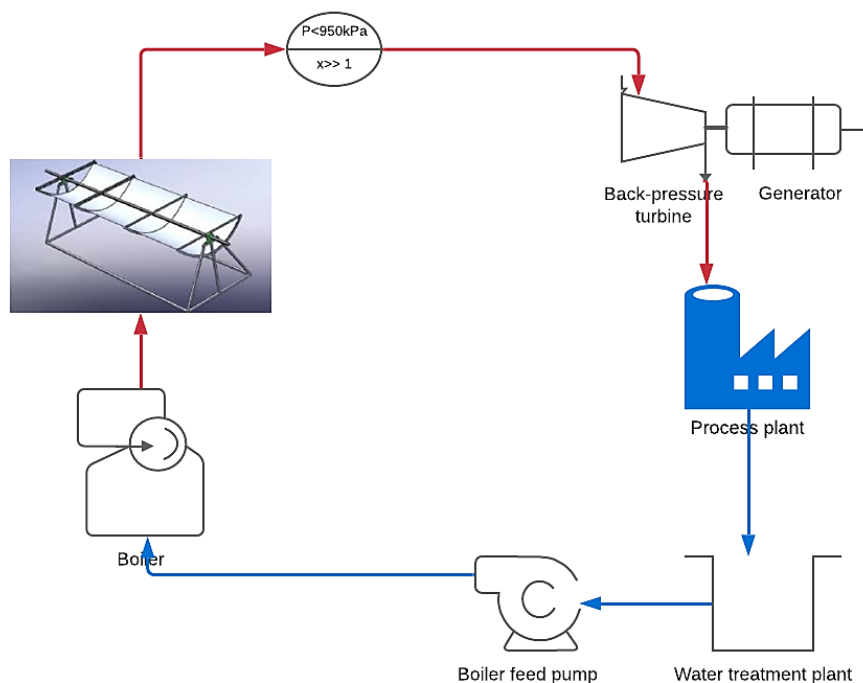 P<950kPa
x>> 1
Back-pressure
turbine
Generator
Process plant
Boiler
Boiler feed pump
Water treatment plant